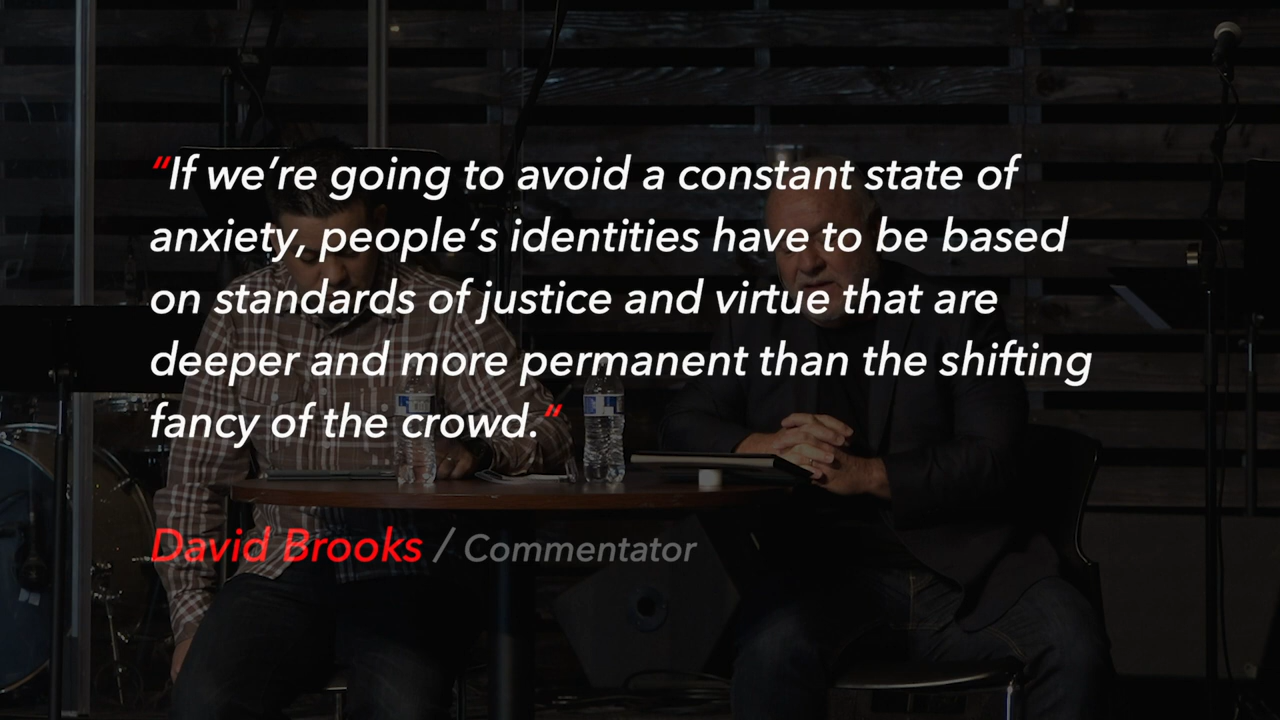 “If we’re going to avoid a constant state of
anxiety, people’s identities have to be based
on standards of justice and virtue that are
deeper and more permanent than the shifting
fancy of the crowd.“
David Brooks / Commentator